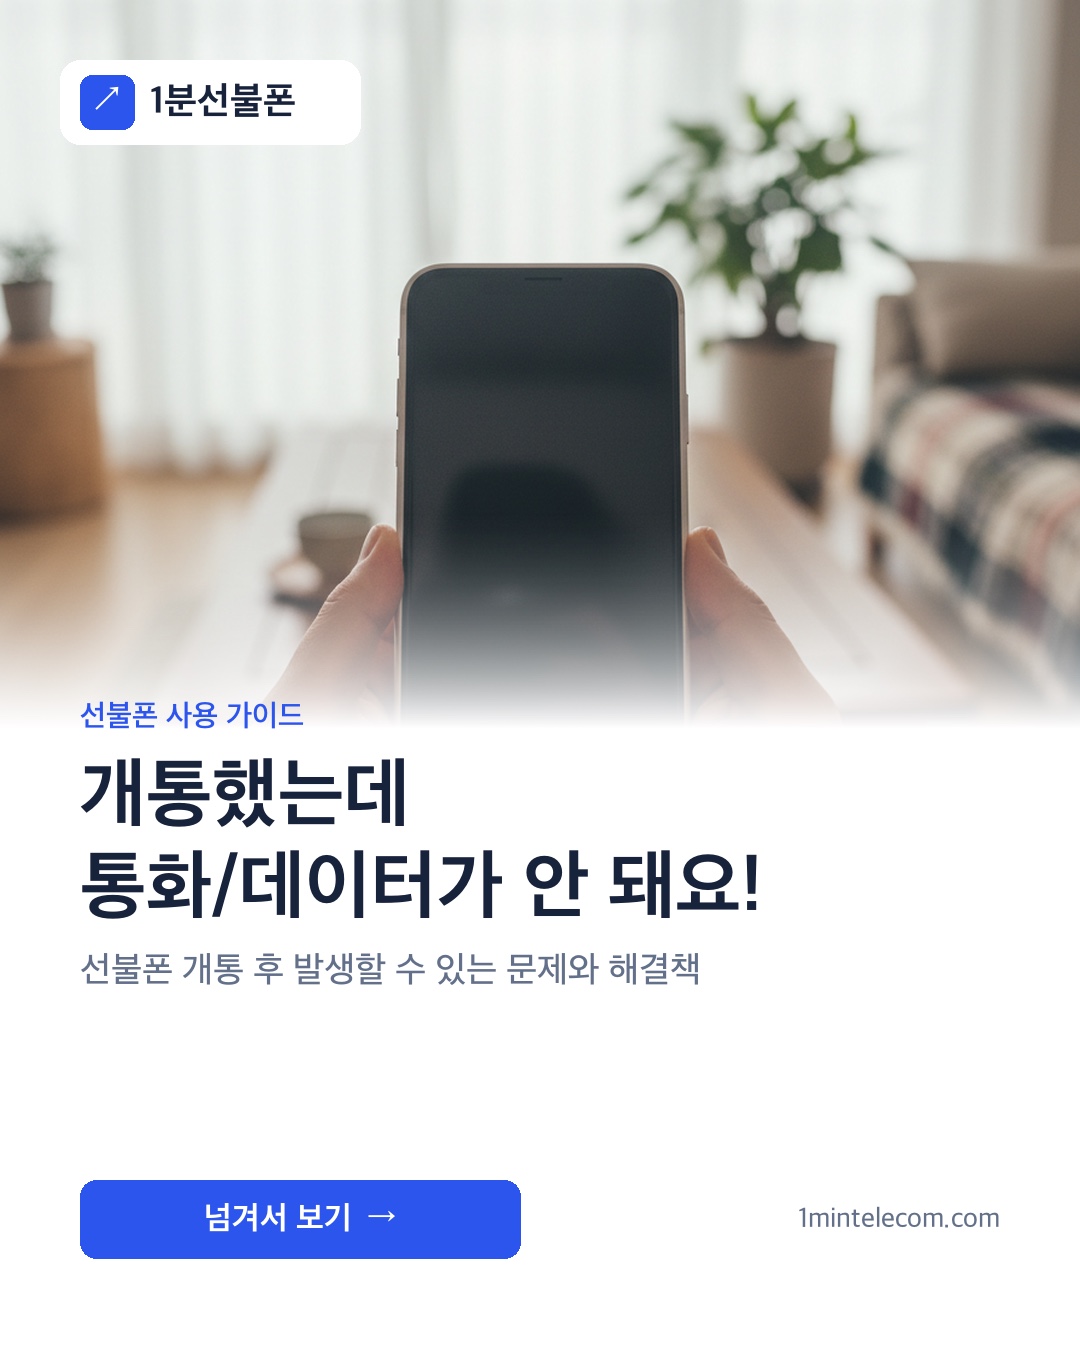 1분선불폰
선불폰 사용 가이드
개통했는데
통화/데이터가 안 돼요!
선불폰 개통 후 발생할 수 있는 문제와 해결책
넘겨서 보기 →
1mintelecom.com